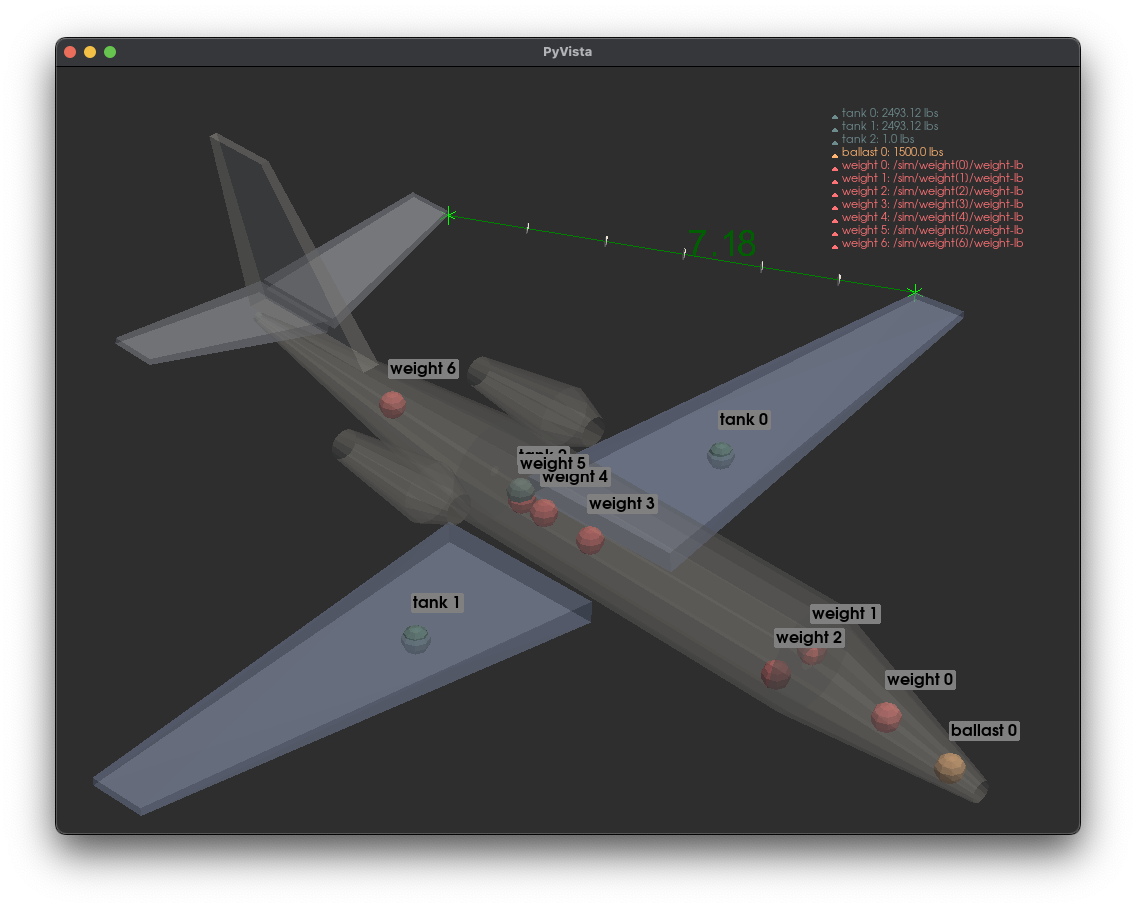 PyVista
tank 0: 2493.12 lbs
tank 1: 2493.12 lbs
tank 2: 1.0 lbs
ballast 0: 1500.0 lbs
weight 0: /sim/weight(0)/weight-lb
weight 1: /sim/weight(1)/weight-lb
weight 2: /sim/weight(2)/weight-lb
weight 3: /sim/weight(3)/weight-lb
weight 4: /sim/weight(4)/weight-lb
weight 5: /sim/weight(5)/weight-lb
weight 6: /sim/weight(6)/weight-lb
7.18
weight 6
tank 0
tank 2
weight 5
weight 4
weight 3
tank 1
weight 1
weight 2
weight 0
ballast 0